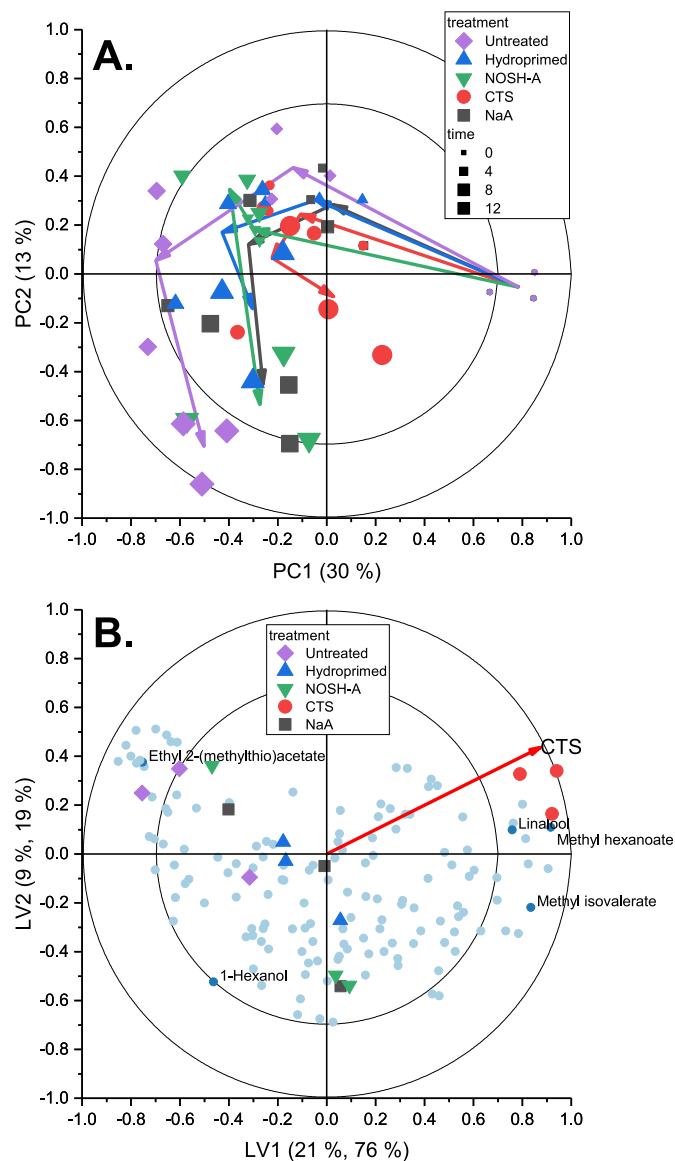 A.
treatment
Untreated
Hydroprimed
NOSH-A
CTS
NaA
time
0
4
8
12
1.0
0.8
0.6
0.4
0.2
0.0
-0.2
-0.4
-0.6
-0.8
-1.0
PC2 (13 %)
-1.0 -0.8 -0.6 -0.4 -0.2 0.0 0.2 0.4 0.6 0.8 1.0
PC1 (30 %)
B.
treatment
Untreated
Hydroprimed
NOSH-A
CTS
NaA
1.0
0.8
0.6
0.4
0.2
0.0
-0.2
-0.4
-0.6
-0.8
-1.0
LV2 (9 %, 19 %)
CTS
Ethyl 2-(methylthio)acetate
Linalool
Methyl hexanoate
Methyl isovalerate
1-Hexanol
-1.0 -0.8 -0.6 -0.4 -0.2 0.0 0.2 0.4 0.6 0.8 1.0
LV1 (21 %, 76 %)